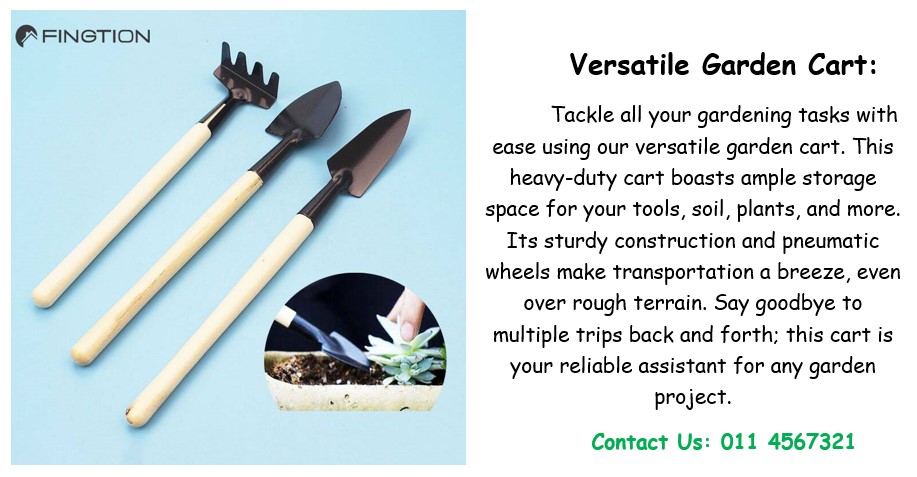 FINGTION
Versatile Garden Cart:
Tackle all your gardening tasks with
ease using our versatile garden cart. This
heavy-duty cart boasts ample storage
space for your tools, soil, plants, and more.
Its sturdy construction and pneumatic
wheels make transportation a breeze, even
over rough terrain. Say goodbye to
multiple trips back and forth; this cart is
your reliable assistant for any garden
project.
Contact Us: 011 4567321